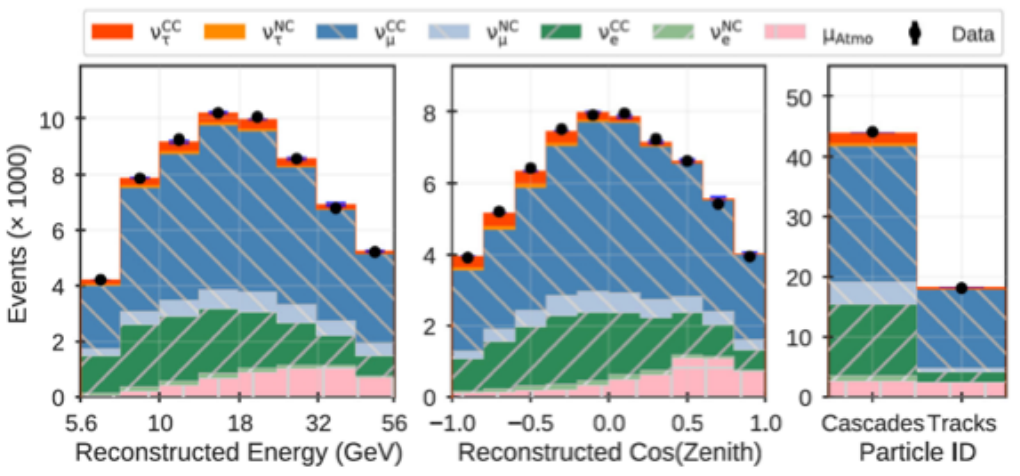 ν_τ^CC ν_τ^NC ν_μ^CC ν_μ^NC ν_e^CC ν_e^NC μ_Atmo Data
Events (× 1000)
10
8
6
4
2
0
5.6 10 18 32 56
Reconstructed Energy (GeV)
8
6
4
2
0
−1.0 −0.5 0.0 0.5 1.0
Reconstructed Cos(Zenith)
50
40
30
20
10
0
Cascades Tracks
Particle ID